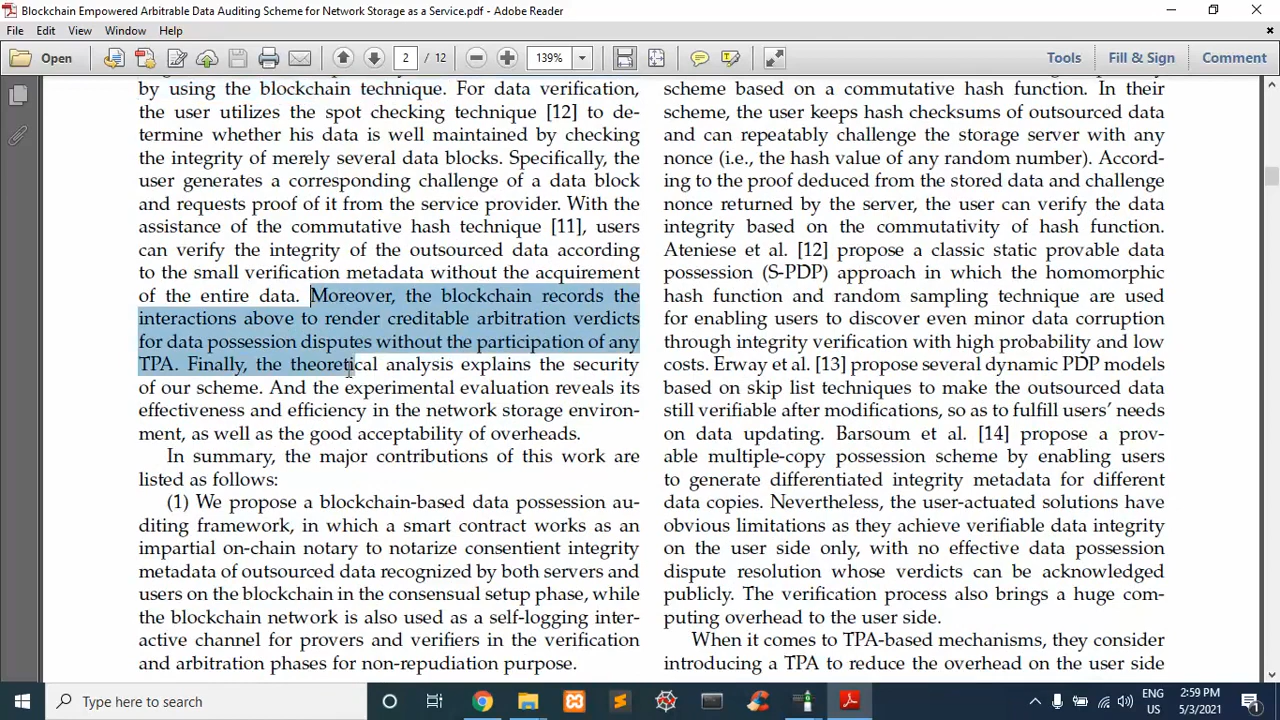 Blockchain Empowered Arbitrable Data Auditing Scheme for Network Storage as a Service.pdf - Adobe Reader
File Edit View Window Help
Open
2 / 12
139%
Tools Fill & Sign Comment
by using the blockchain technique. For data verification,
the user utilizes the spot checking technique [12] to de-
termine whether his data is well maintained by checking
the integrity of merely several data blocks. Specifically, the
user generates a corresponding challenge of a data block
and requests proof of it from the service provider. With the
assistance of the commutative hash technique [11], users
can verify the integrity of the outsourced data according
to the small verification metadata without the acquirement
of the entire data. Moreover, the blockchain records the
interactions above to render creditable arbitration verdicts
for data possession disputes without the participation of any
TPA. Finally, the theoretical analysis explains the security
of our scheme. And the experimental evaluation reveals its
effectiveness and efficiency in the network storage environ-
ment, as well as the good acceptability of overheads.
In summary, the major contributions of this work are
listed as follows:
(1) We propose a blockchain-based data possession au-
diting framework, in which a smart contract works as an
impartial on-chain notary to notarize consentient integrity
metadata of outsourced data recognized by both servers and
users on the blockchain in the consensual setup phase, while
the blockchain network is also used as a self-logging inter-
active channel for provers and verifiers in the verification
and arbitration phases for non-repudiation purpose.
scheme based on a commutative hash function. In their
scheme, the user keeps hash checksums of outsourced data
and can repeatably challenge the storage server with any
nonce (i.e., the hash value of any random number). Accord-
ing to the proof deduced from the stored data and challenge
nonce returned by the server, the user can verify the data
integrity based on the commutativity of hash function.
Ateniese et al. [12] propose a classic static provable data
possession (S-PDP) approach in which the homomorphic
hash function and random sampling technique are used
for enabling users to discover even minor data corruption
through integrity verification with high probability and low
costs. Erway et al. [13] propose several dynamic PDP models
based on skip list techniques to make the outsourced data
still verifiable after modifications, so as to fulfill users' needs
on data updating. Barsoum et al. [14] propose a prov-
able multiple-copy possession scheme by enabling users
to generate differentiated integrity metadata for different
data copies. Nevertheless, the user-actuated solutions have
obvious limitations as they achieve verifiable data integrity
on the user side only, with no effective data possession
dispute resolution whose verdicts can be acknowledged
publicly. The verification process also brings a huge com-
puting overhead to the user side.
When it comes to TPA-based mechanisms, they consider
introducing a TPA to reduce the overhead on the user side
Type here to search
ENG
US
2:59 PM
5/3/2021
1